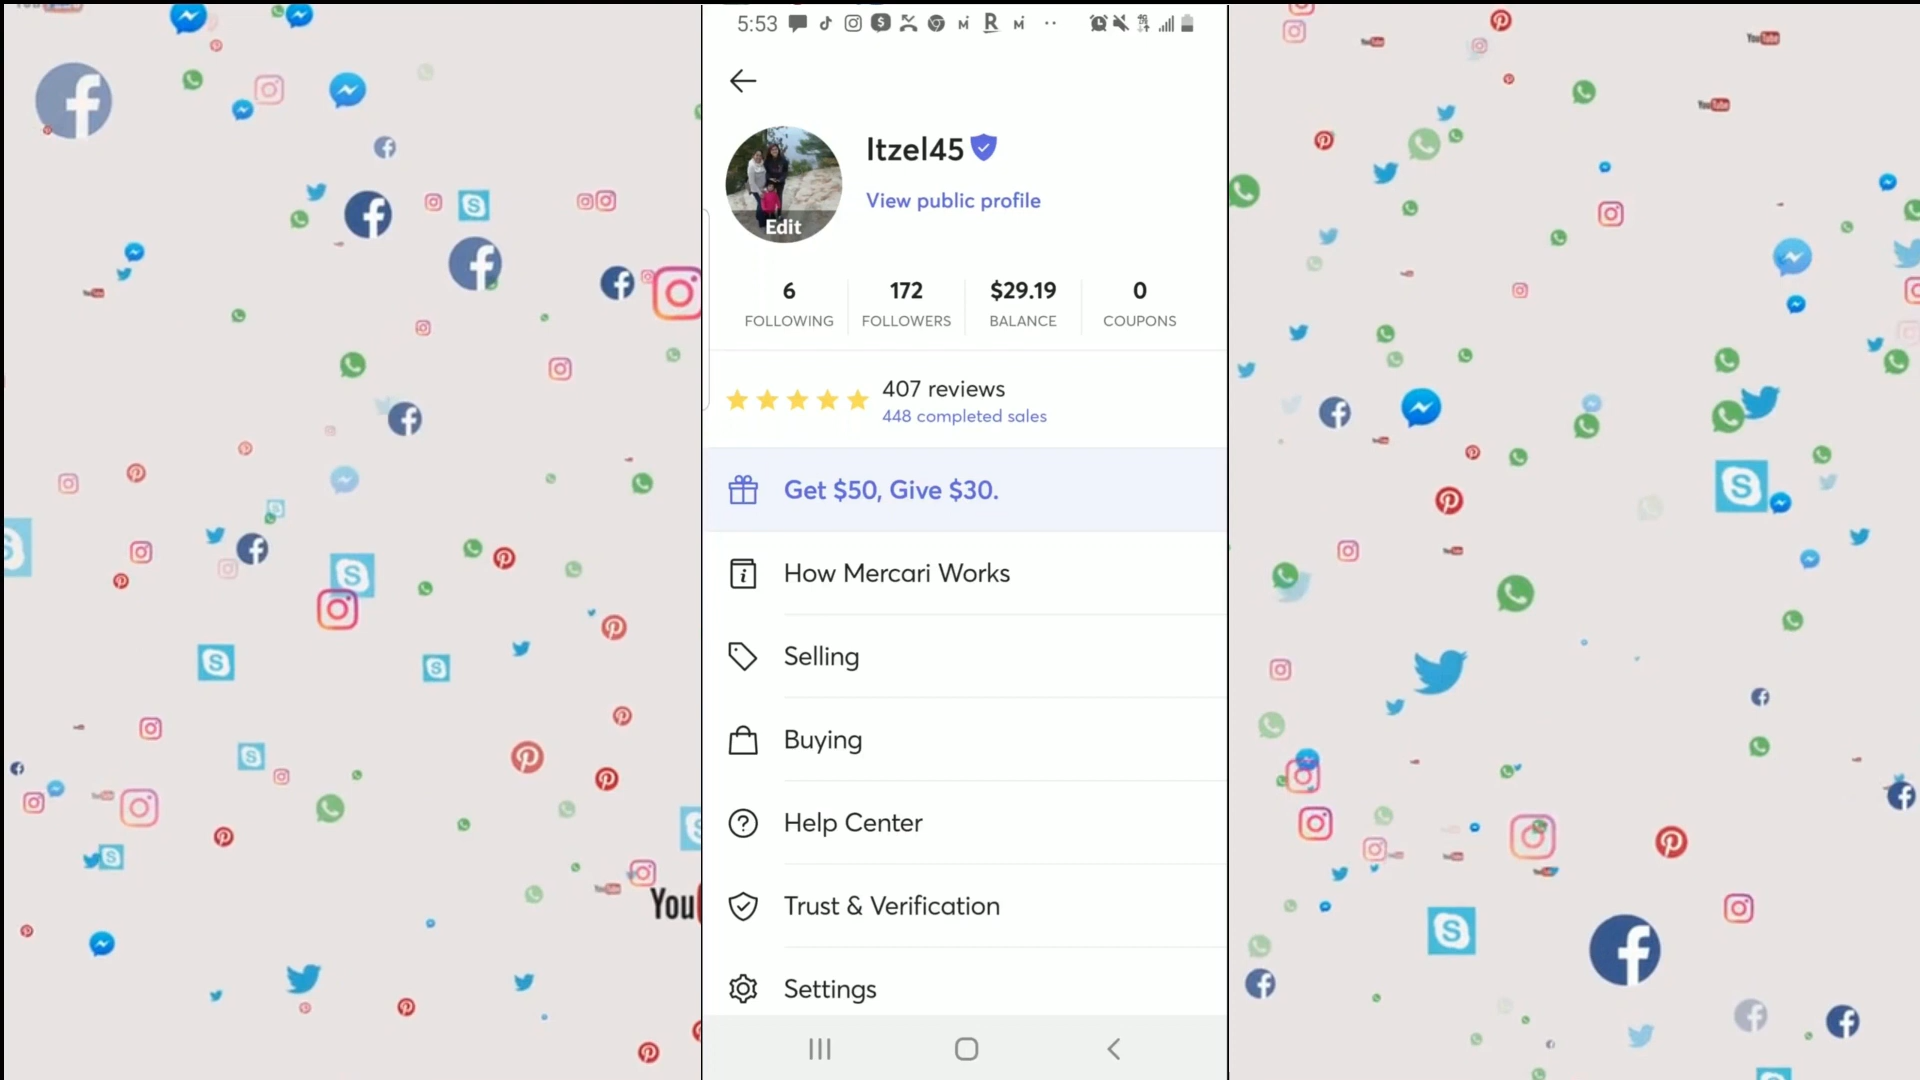 5:53
Itzel45
View public profile
Edit
6 172 $29.19 0
FOLLOWING FOLLOWERS BALANCE COUPONS
407 reviews
448 completed sales
Get $50, Give $30.
How Mercari Works
Selling
Buying
Help Center
Trust & Verification
Settings
You